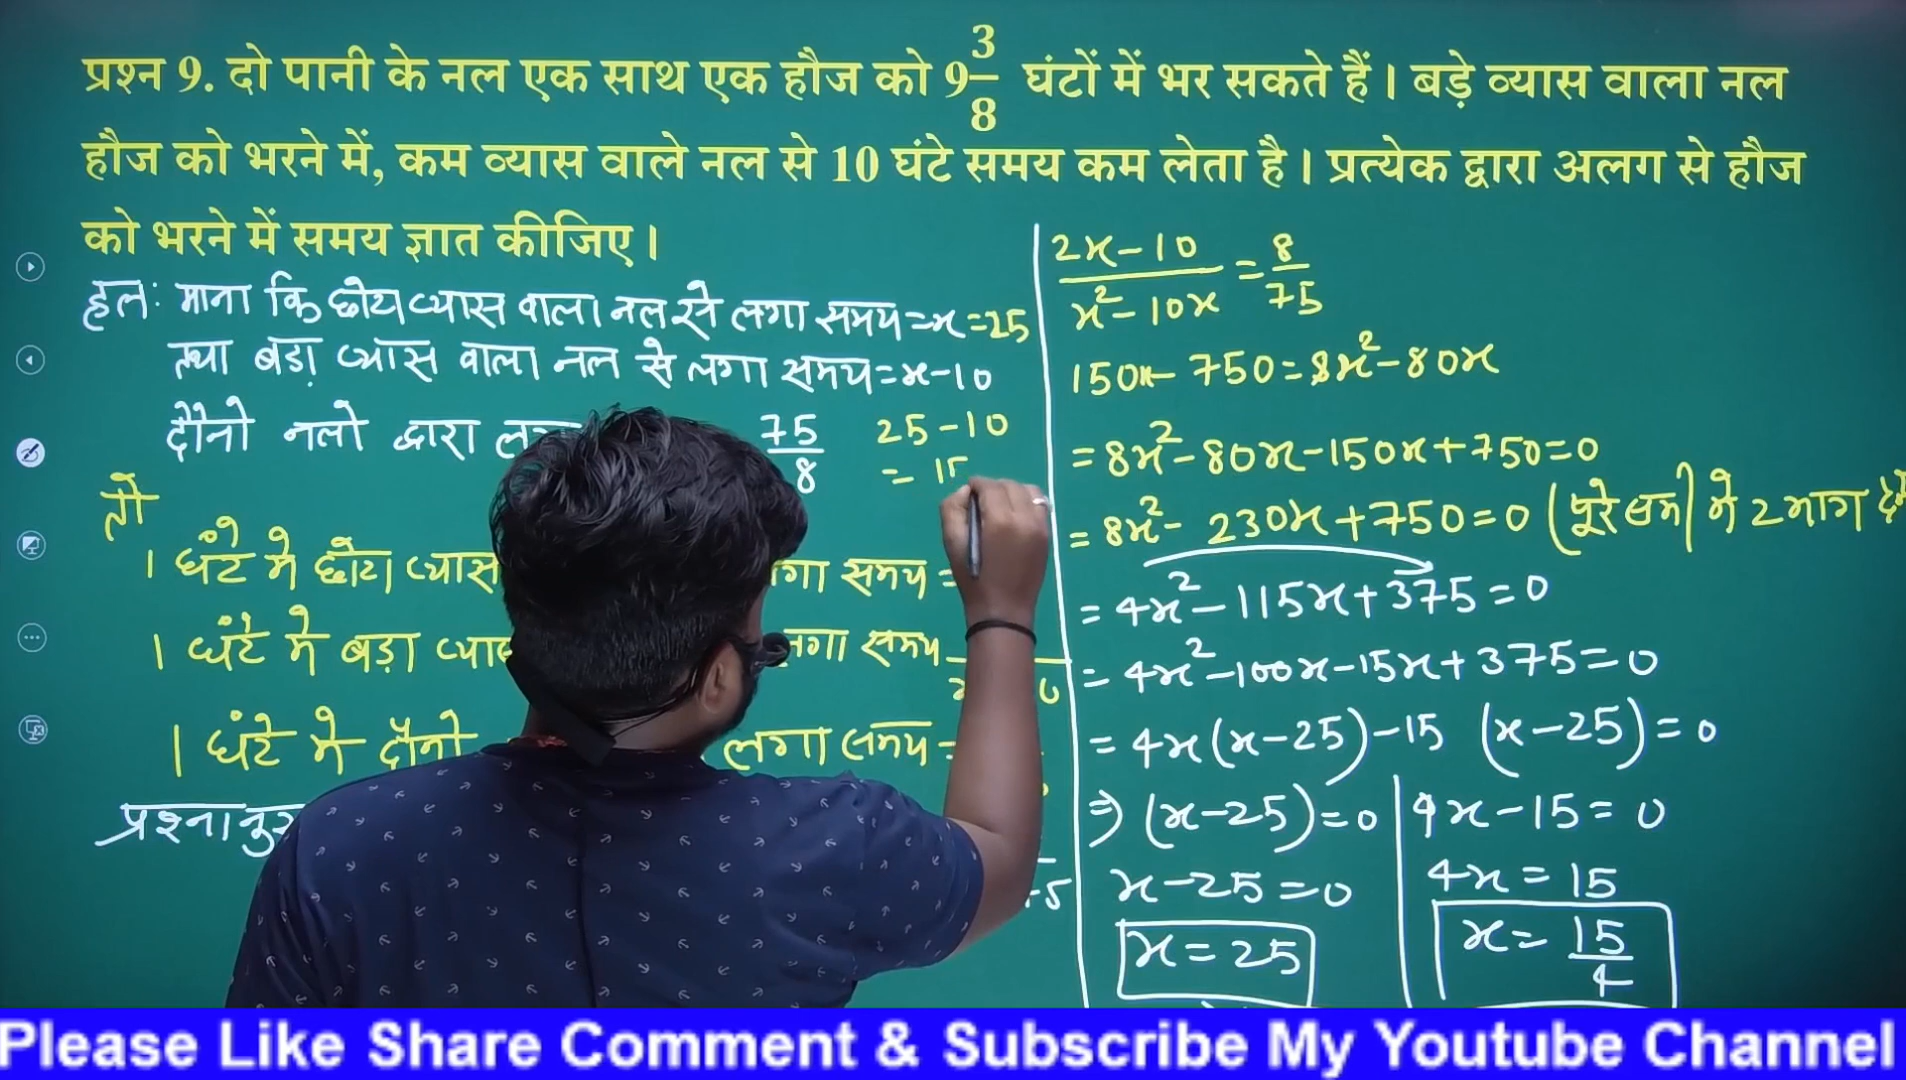 प्रश्न 9. दो पानी के नल एक साथ एक हौज को 9 3/8 घंटों में भर सकते हैं। बड़े व्यास वाला नल
हौज को भरने में, कम व्यास वाले नल से 10 घंटे समय कम लेता है। प्रत्येक द्वारा अलग से हौज
को भरने में समय ज्ञात कीजिए।
हल: माना कि छोटा व्यास वाला नल से लगा समय = x = 25
तथा बड़ा व्यास वाला नल से लगा समय = x - 10
दोनो नलो द्वारा 75/8
25 - 10
= 15
तो
1 घंटे मे छोटा व्यास लगा समय =
1 घंटे मे बड़ा लगा समय
1 घंटे मे दोनो लगा समय =
(2x - 10)/(x² - 10x) = 8/75
150x - 750 = 8x² - 80x
= 8x² - 80x - 150x + 750 = 0
= 8x² - 230x + 750 = 0 (पूरे समी में 2 भाग
= 4x² - 115x + 375 = 0
= 4x² - 100x - 15x + 375 = 0
= 4x(x - 25) - 15 (x - 25) = 0
⇒ (x - 25) = 0 | 4x - 15 = 0
x - 25 = 0 | 4x = 15
x = 25 | x = 15/4
Please Like Share Comment & Subscribe My Youtube Channel